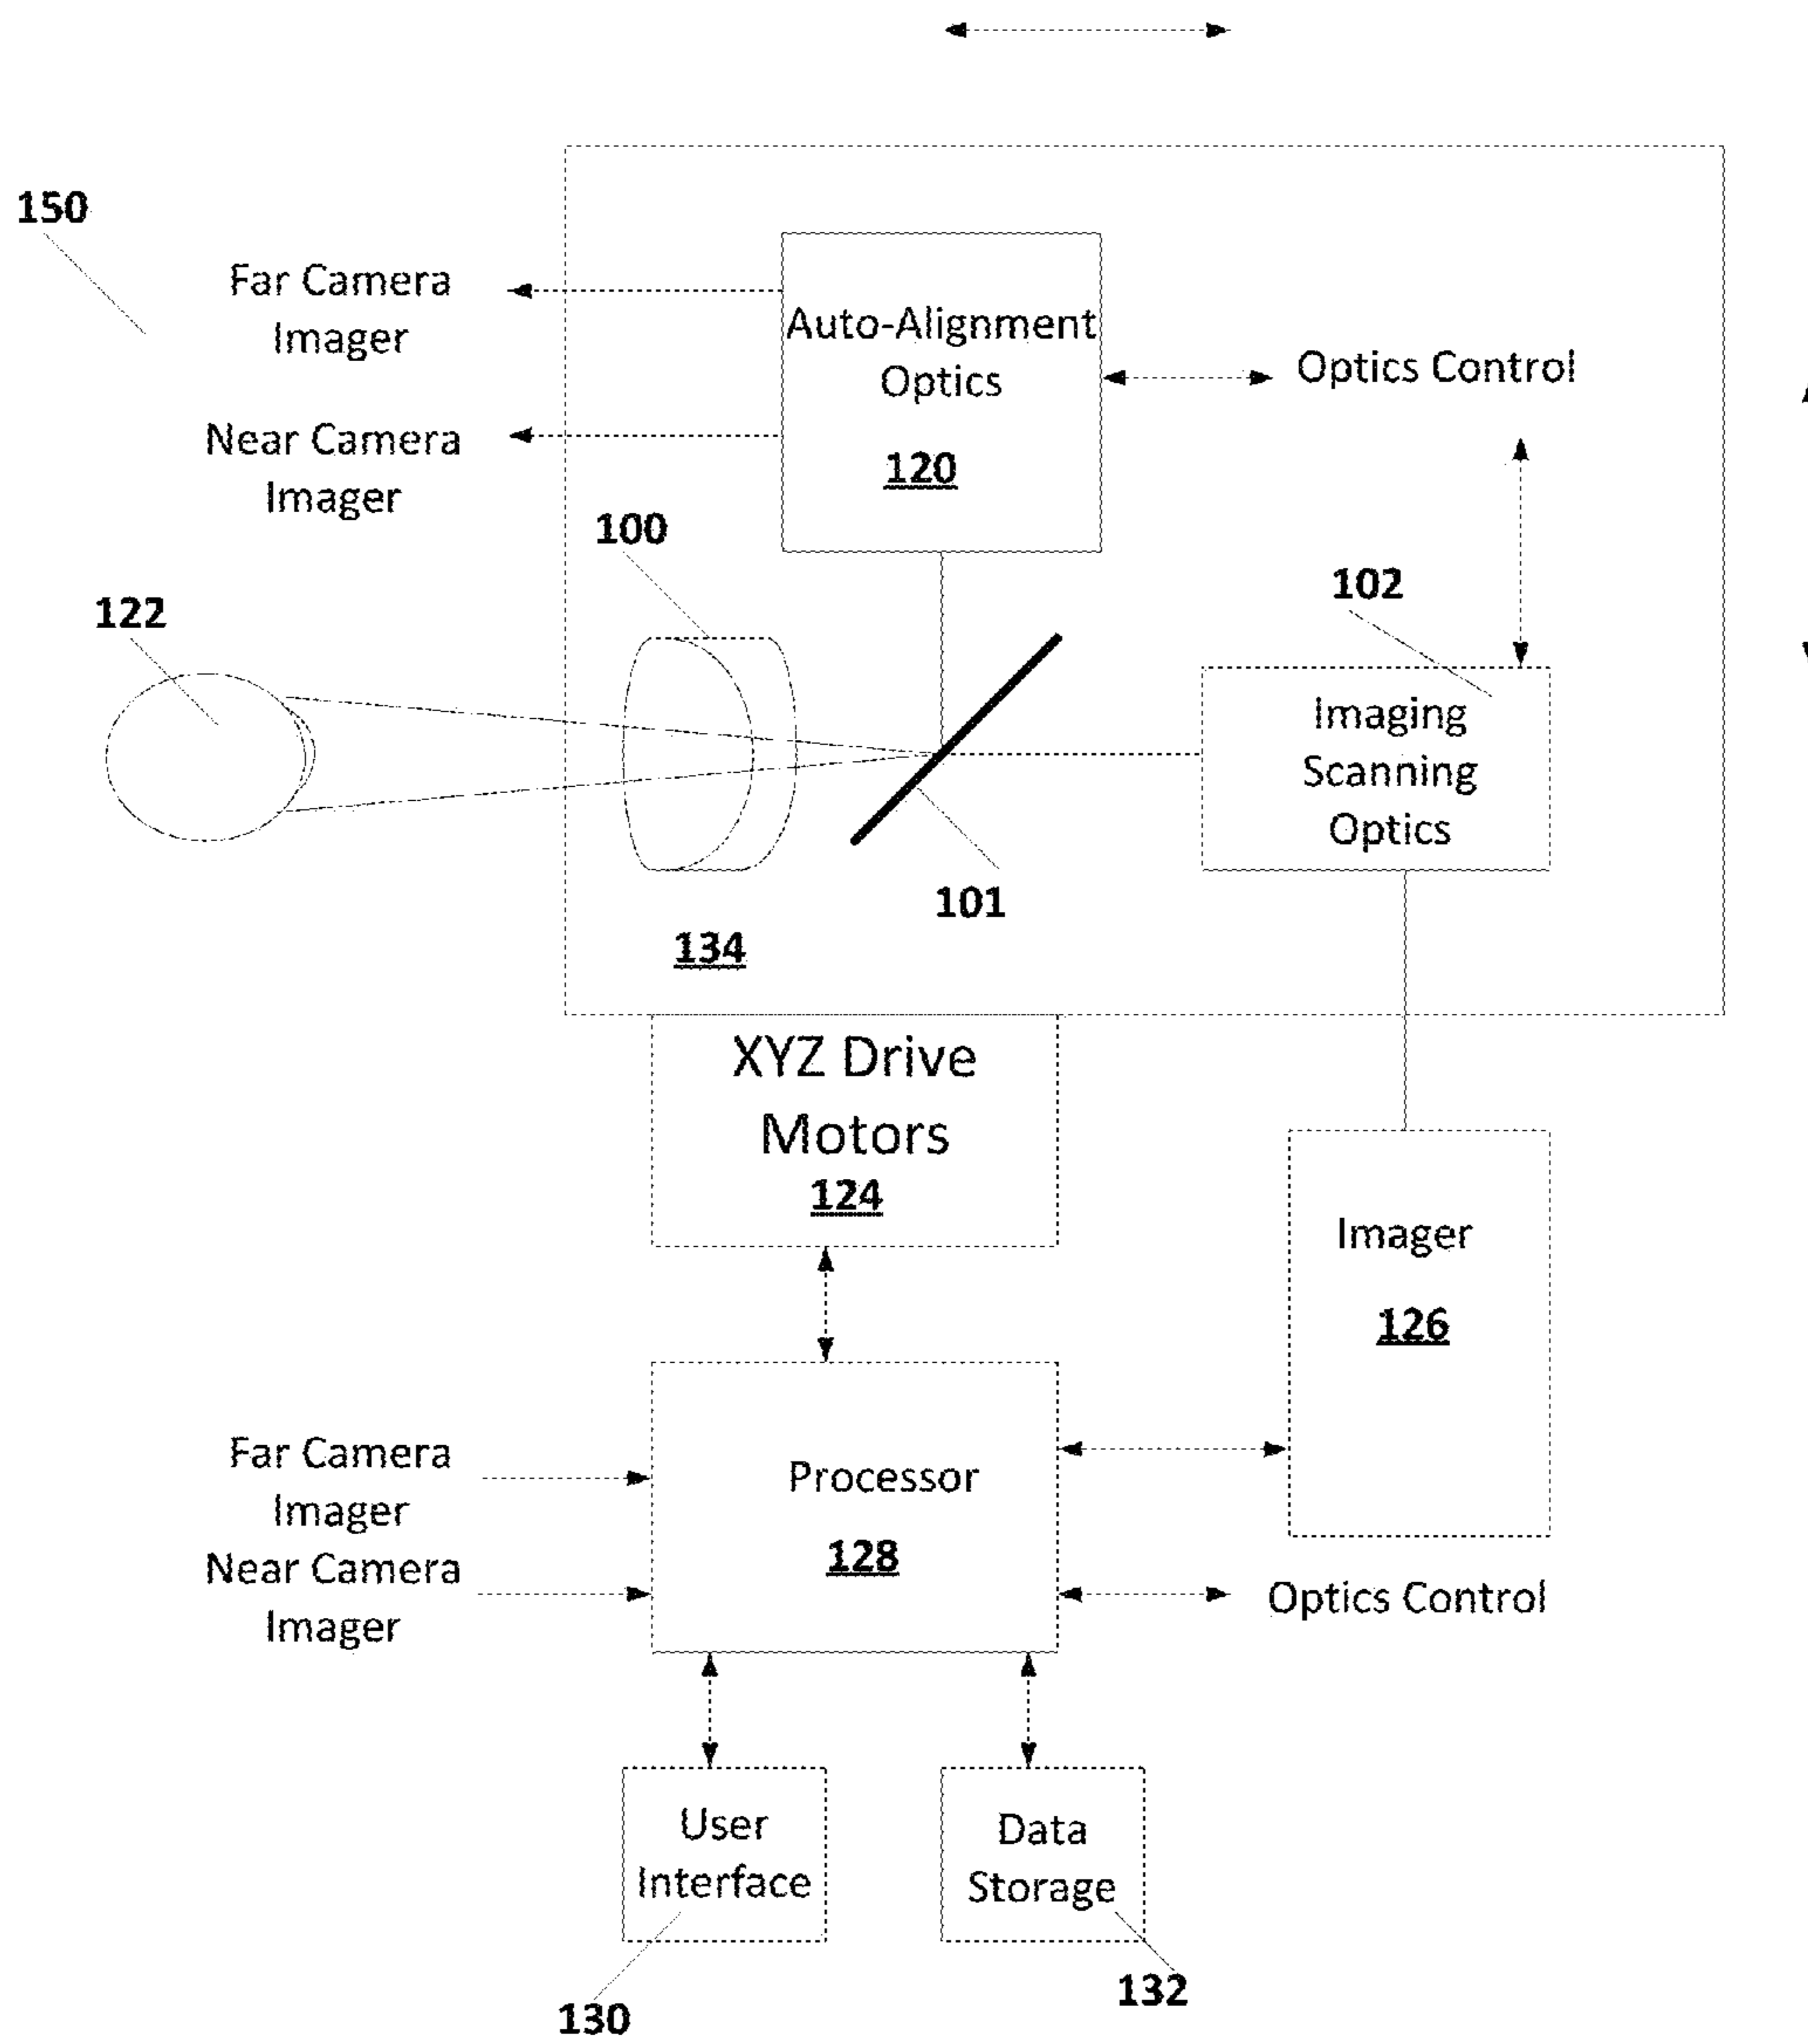 150
Far Camera
Imager
Auto-Alignment
Optics
120
Optics Control
Near Camera
Imager
100
122
102
Imaging
Scanning
Optics
101
134
XYZ Drive
Motors
124
Imager
126
Far Camera
Imager
Near Camera
Imager
Processor
128
Optics Control
User
Interface
Data
Storage
130
132